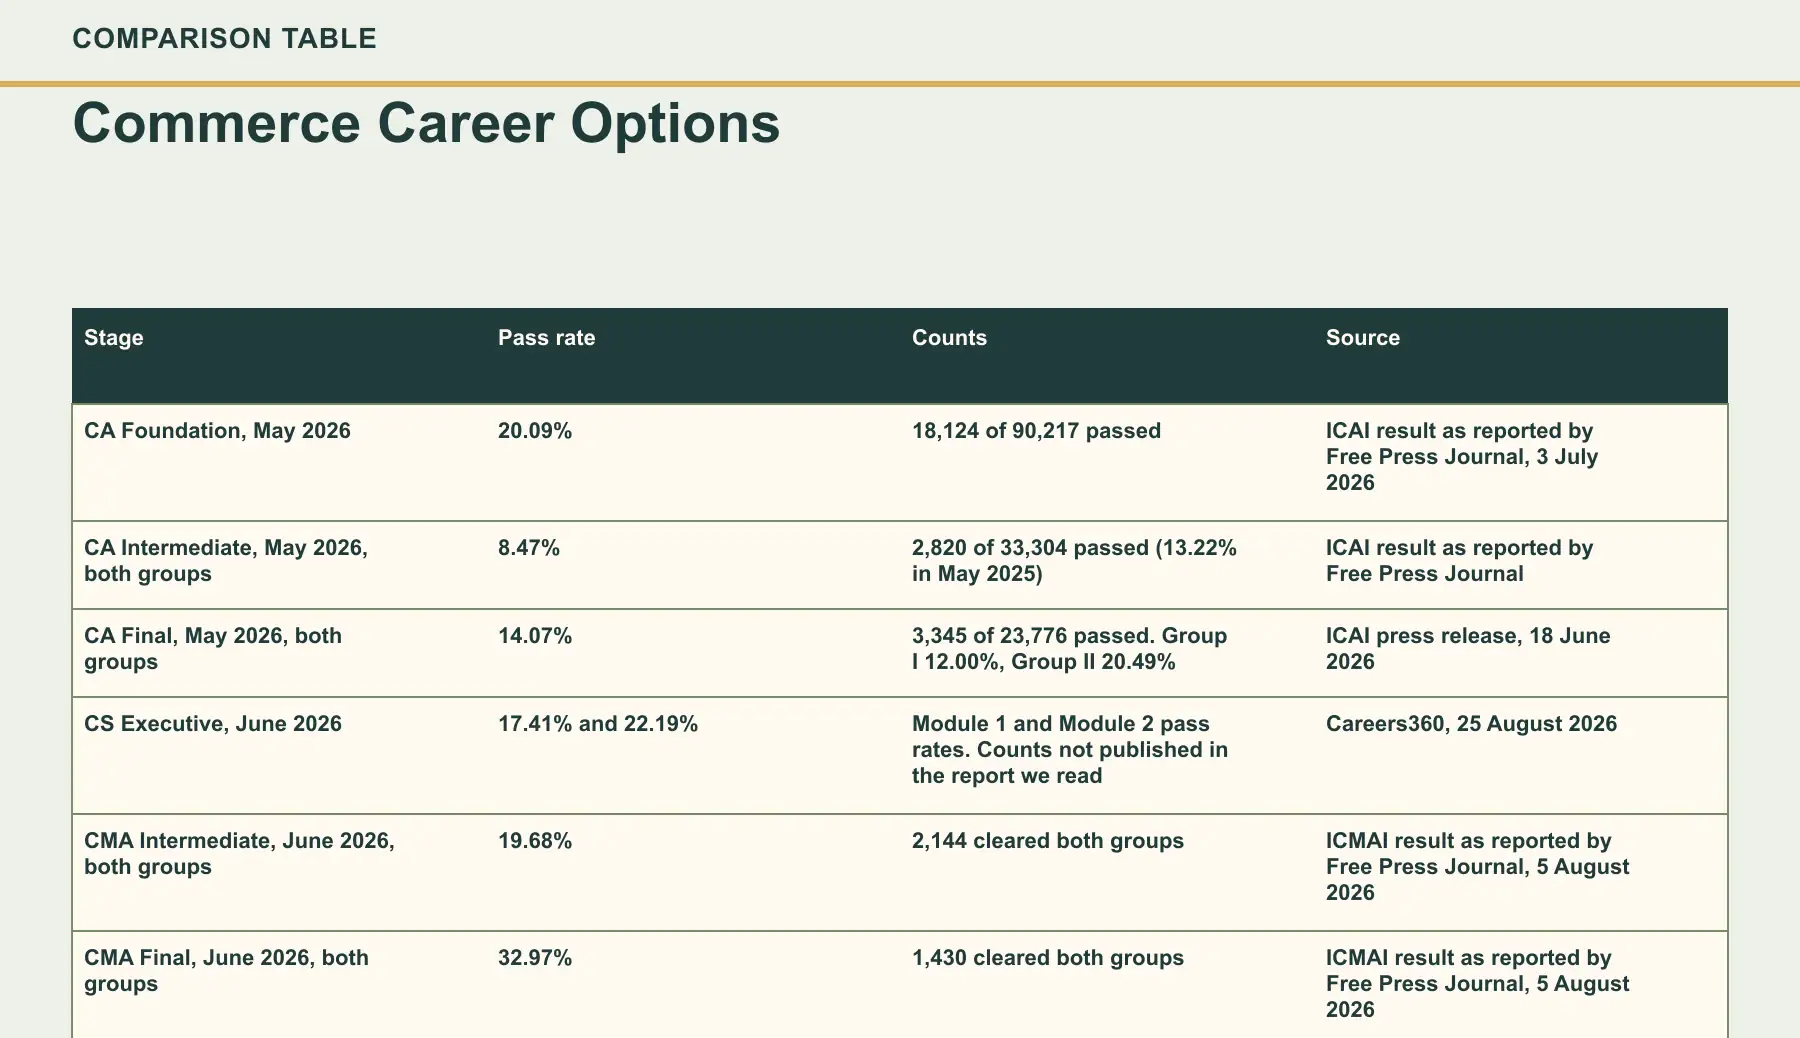 COMPARISON TABLE
Commerce Career Options
Stage
Pass rate
Counts
Source
CA Foundation, May 2026
20.09%
18,124 of 90,217 passed
ICAI result as reported by
Free Press Journal, 3 July
2026
CA Intermediate, May 2026,
both groups
8.47%
2,820 of 33,304 passed (13.22%
in May 2025)
ICAI result as reported by
Free Press Journal
CA Final, May 2026, both
groups
14.07%
3,345 of 23,776 passed. Group
I 12.00%, Group II 20.49%
ICAI press release, 18 June
2026
CS Executive, June 2026
17.41% and 22.19%
Module 1 and Module 2 pass
rates. Counts not published in
the report we read
Careers360, 25 August 2026
CMA Intermediate, June 2026,
both groups
19.68%
2,144 cleared both groups
ICMAI result as reported by
Free Press Journal, 5 August
2026
CMA Final, June 2026, both
groups
32.97%
1,430 cleared both groups
ICMAI result as reported by
Free Press Journal, 5 August
2026